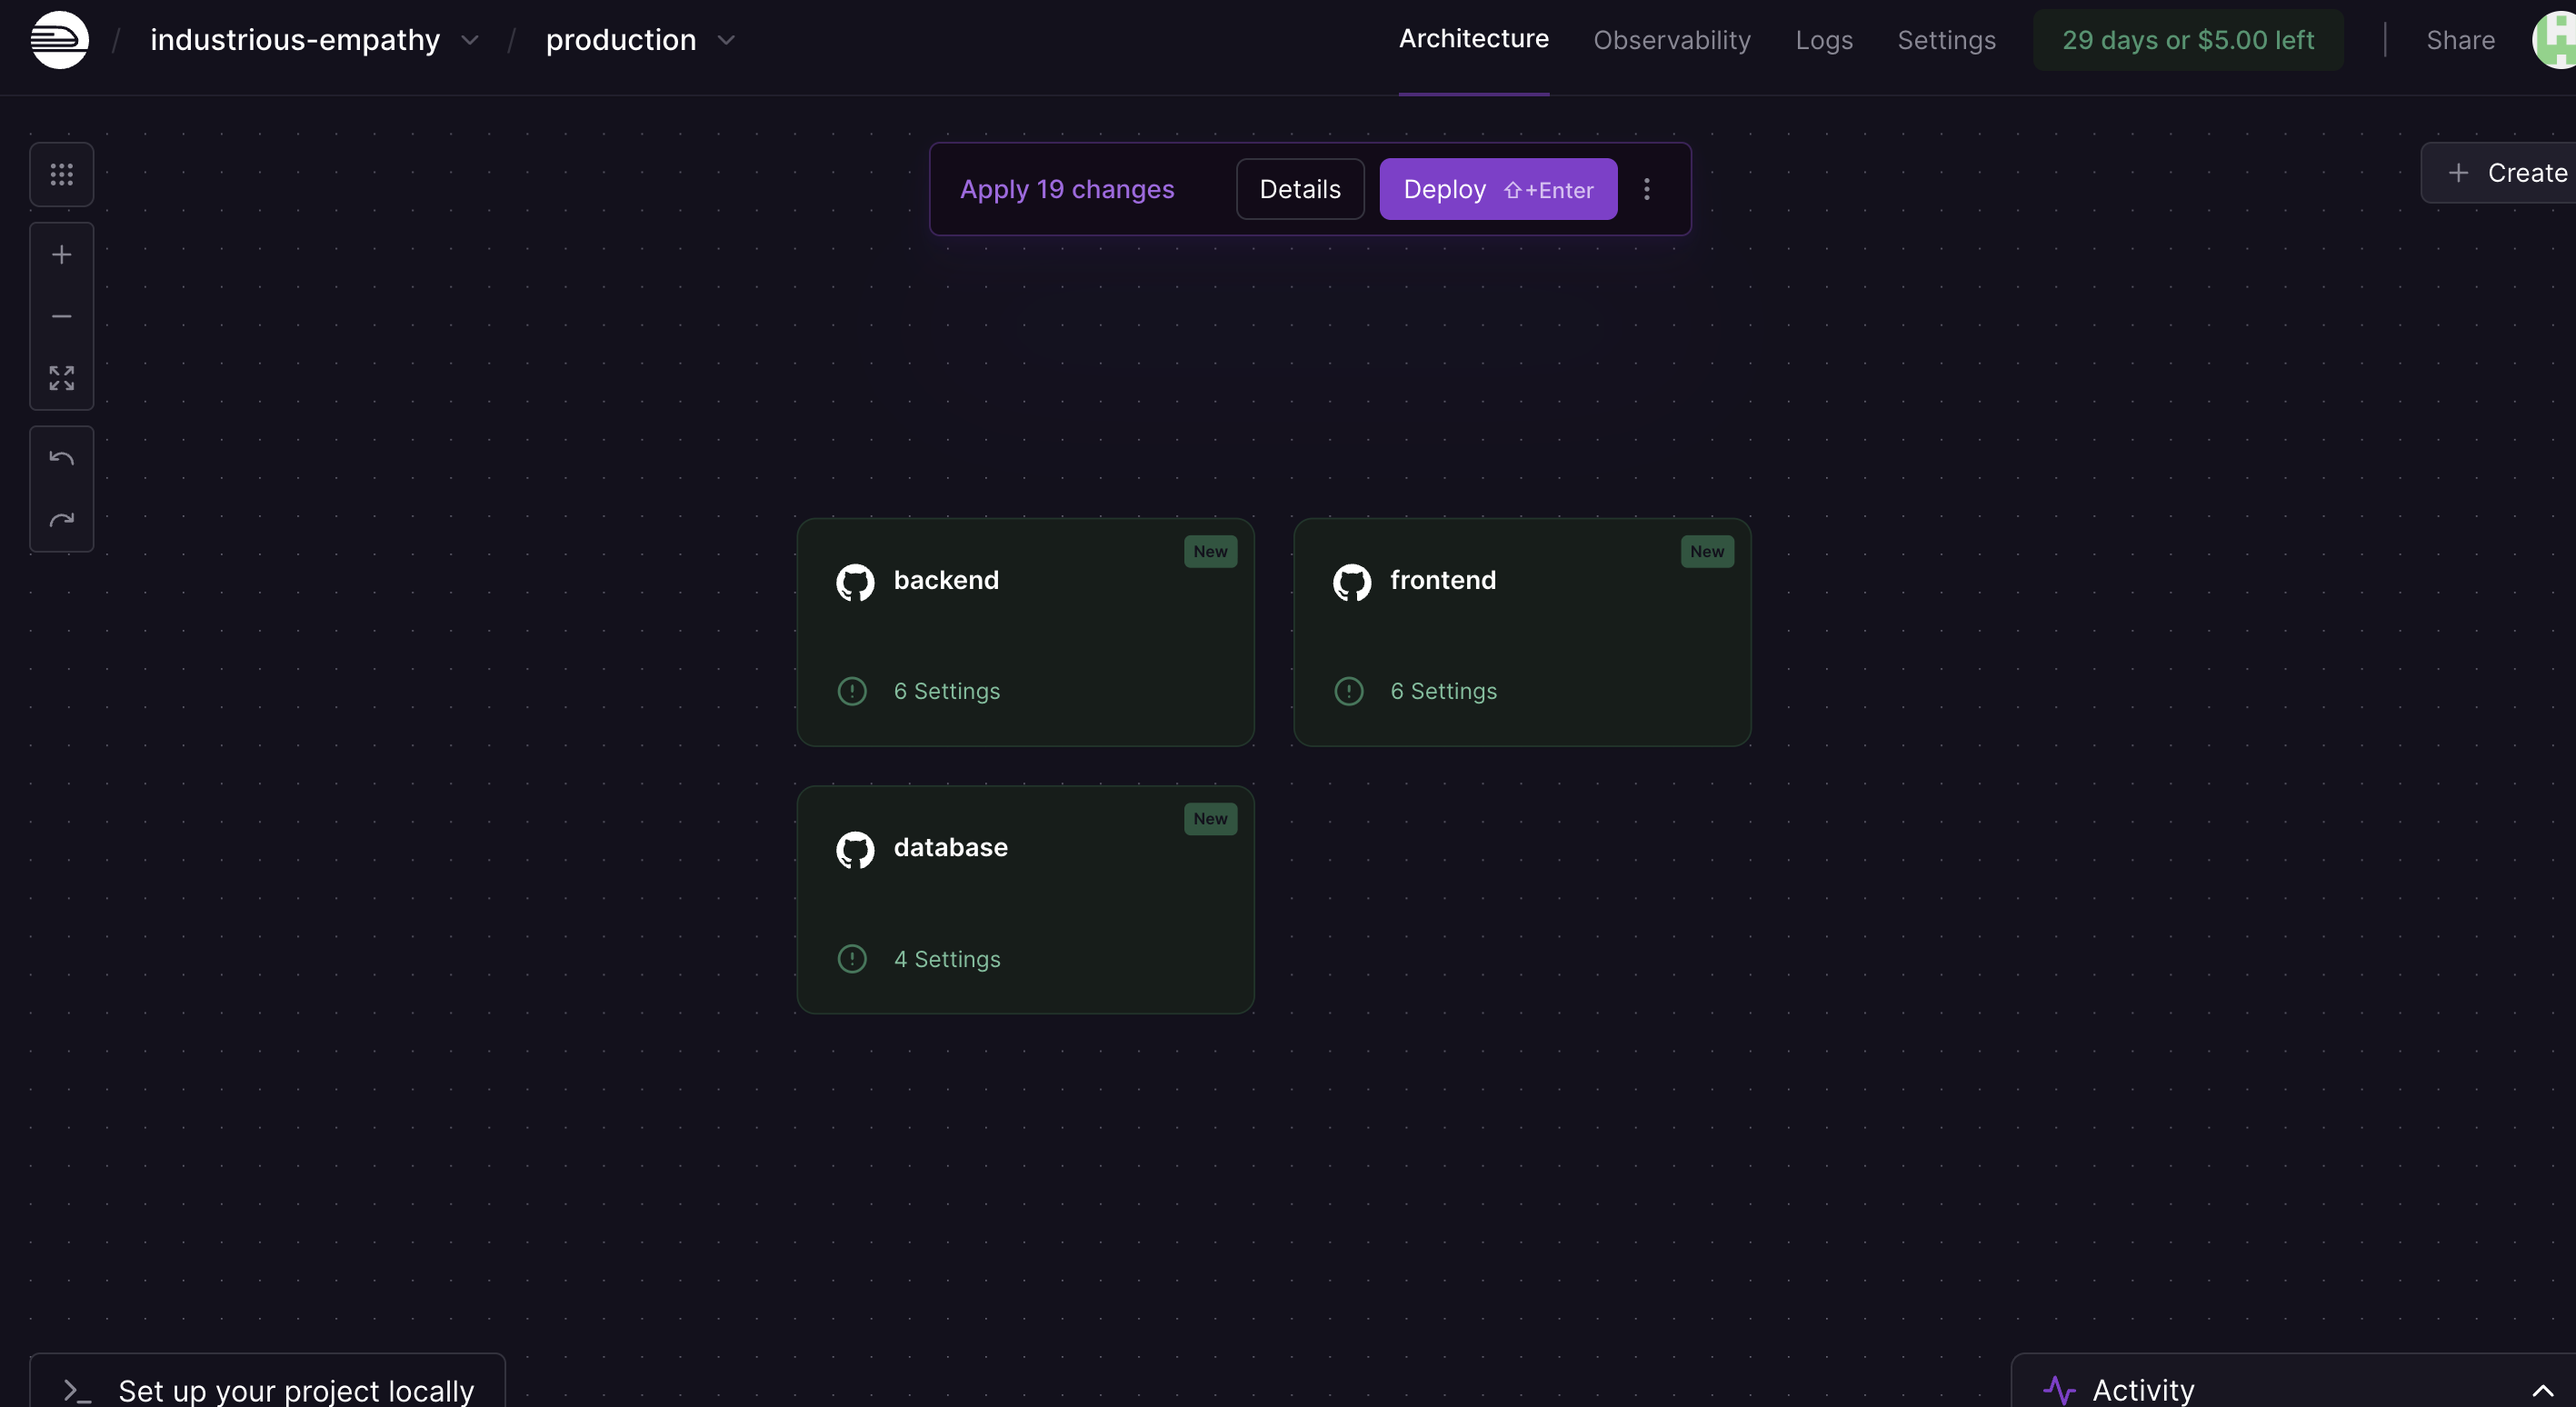 / industrious-empathy / production
Architecture Observability Logs Settings 29 days or $5.00 left Share
Apply 19 changes Details Deploy ⇧+Enter
+ Create
New
backend
6 Settings
New
frontend
6 Settings
New
database
4 Settings
Set up your project locally
Activity